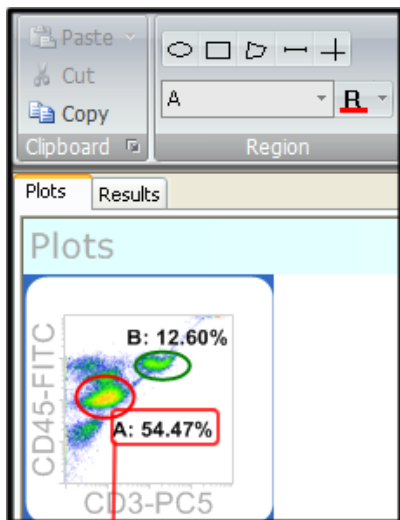 Paste
Cut
Copy
Clipboard
A
R
Region
Plots
Results
Plots
B: 12.60%
A: 54.47%
CD45-FITC
CD3-PC5